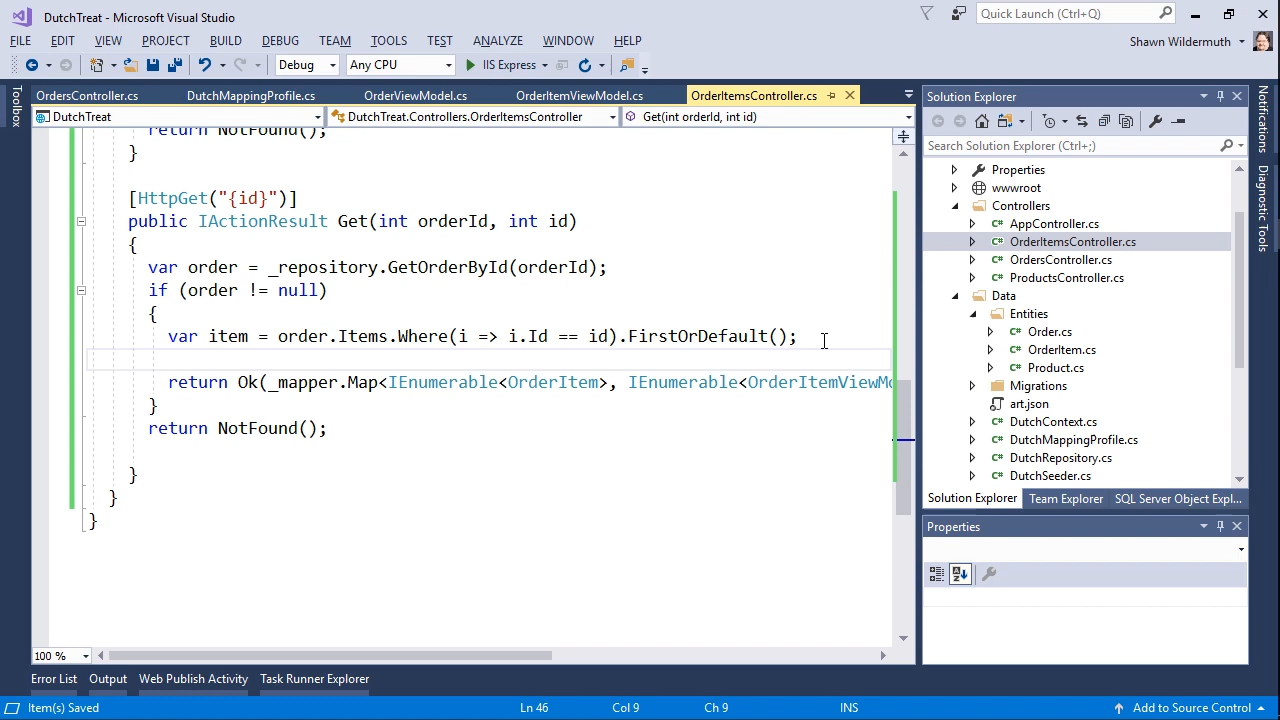 DutchTreat - Microsoft Visual Studio
Quick Launch (Ctrl+Q)
FILE EDIT VIEW PROJECT BUILD DEBUG TEAM TOOLS TEST ANALYZE WINDOW HELP
Shawn Wildermuth
Debug Any CPU IIS Express
Toolbox
OrdersController.cs DutchMappingProfile.cs OrderViewModel.cs OrderItemViewModel.cs OrderItemsController.cs
DutchTreat DutchTreat.Controllers.OrderItemsController Get(int orderId, int id)
return NotFound();
}
[HttpGet("{id}")]
public IActionResult Get(int orderId, int id)
{
var order = _repository.GetOrderById(orderId);
if (order != null)
{
var item = order.Items.Where(i => i.Id == id).FirstOrDefault();
return Ok(_mapper.Map<IEnumerable<OrderItem>, IEnumerable<OrderItemViewMo
}
return NotFound();
}
}
}
100 %
Solution Explorer
Search Solution Explorer (Ctrl+;)
Properties
wwwroot
Controllers
AppController.cs
OrderItemsController.cs
OrdersController.cs
ProductsController.cs
Data
Entities
Order.cs
OrderItem.cs
Product.cs
Migrations
art.json
DutchContext.cs
DutchMappingProfile.cs
DutchRepository.cs
DutchSeeder.cs
Solution Explorer Team Explorer SQL Server Object Expl...
Properties
Notifications
Diagnostic Tools
Error List Output Web Publish Activity Task Runner Explorer
Item(s) Saved Ln 46 Col 9 Ch 9 INS Add to Source Control